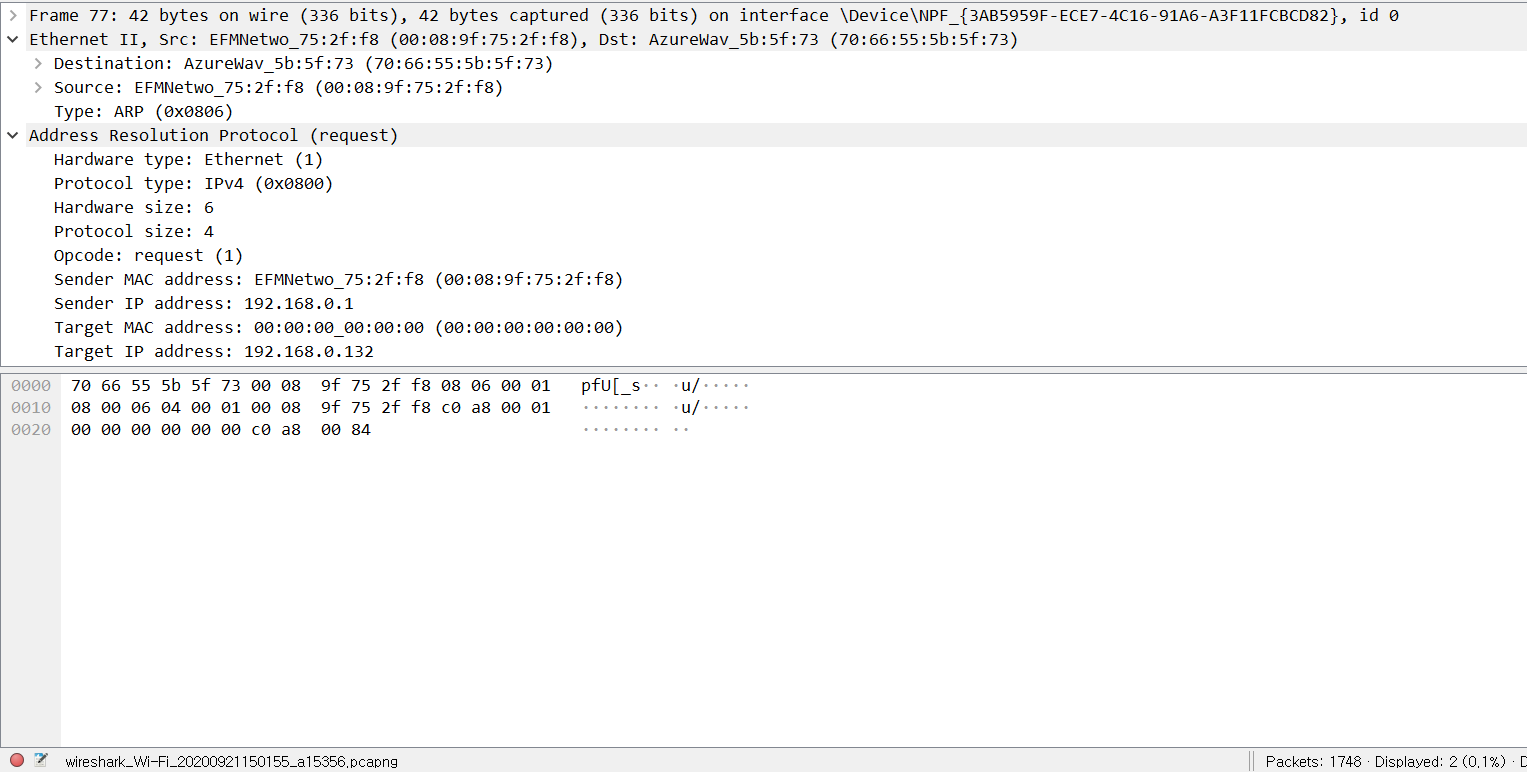 Frame 77: 42 bytes on wire (336 bits), 42 bytes captured (336 bits) on interface \Device\NPF_{3AB5959F-ECE7-4C16-91A6-A3F11FCBCD82}, id 0
Ethernet II, Src: EFMNetwo_75:2f:f8 (00:08:9f:75:2f:f8), Dst: AzureWav_5b:5f:73 (70:66:55:5b:5f:73)
Destination: AzureWav_5b:5f:73 (70:66:55:5b:5f:73)
Source: EFMNetwo_75:2f:f8 (00:08:9f:75:2f:f8)
Type: ARP (0x0806)
Address Resolution Protocol (request)
Hardware type: Ethernet (1)
Protocol type: IPv4 (0x0800)
Hardware size: 6
Protocol size: 4
Opcode: request (1)
Sender MAC address: EFMNetwo_75:2f:f8 (00:08:9f:75:2f:f8)
Sender IP address: 192.168.0.1
Target MAC address: 00:00:00_00:00:00 (00:00:00:00:00:00)
Target IP address: 192.168.0.132
0000 70 66 55 5b 5f 73 00 08 9f 75 2f f8 08 06 00 01 pfU[_s·· ·u/·····
0010 08 00 06 04 00 01 00 08 9f 75 2f f8 c0 a8 00 01 ········ ·u/·····
0020 00 00 00 00 00 00 c0 a8 00 84 ········ ··
wireshark_Wi-Fi_20200921150155_a15356.pcapng Packets: 1748 · Displayed: 2 (0.1%) · D